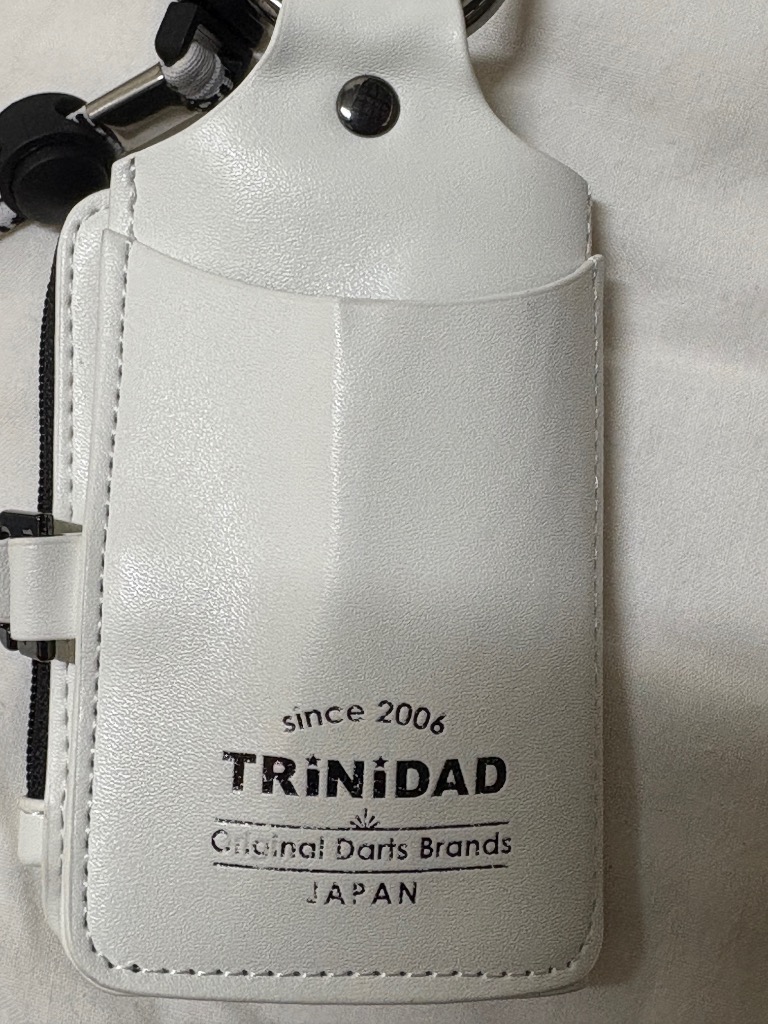 since 2006
TRiNiDAD
Original Darts Brands
JAPAN